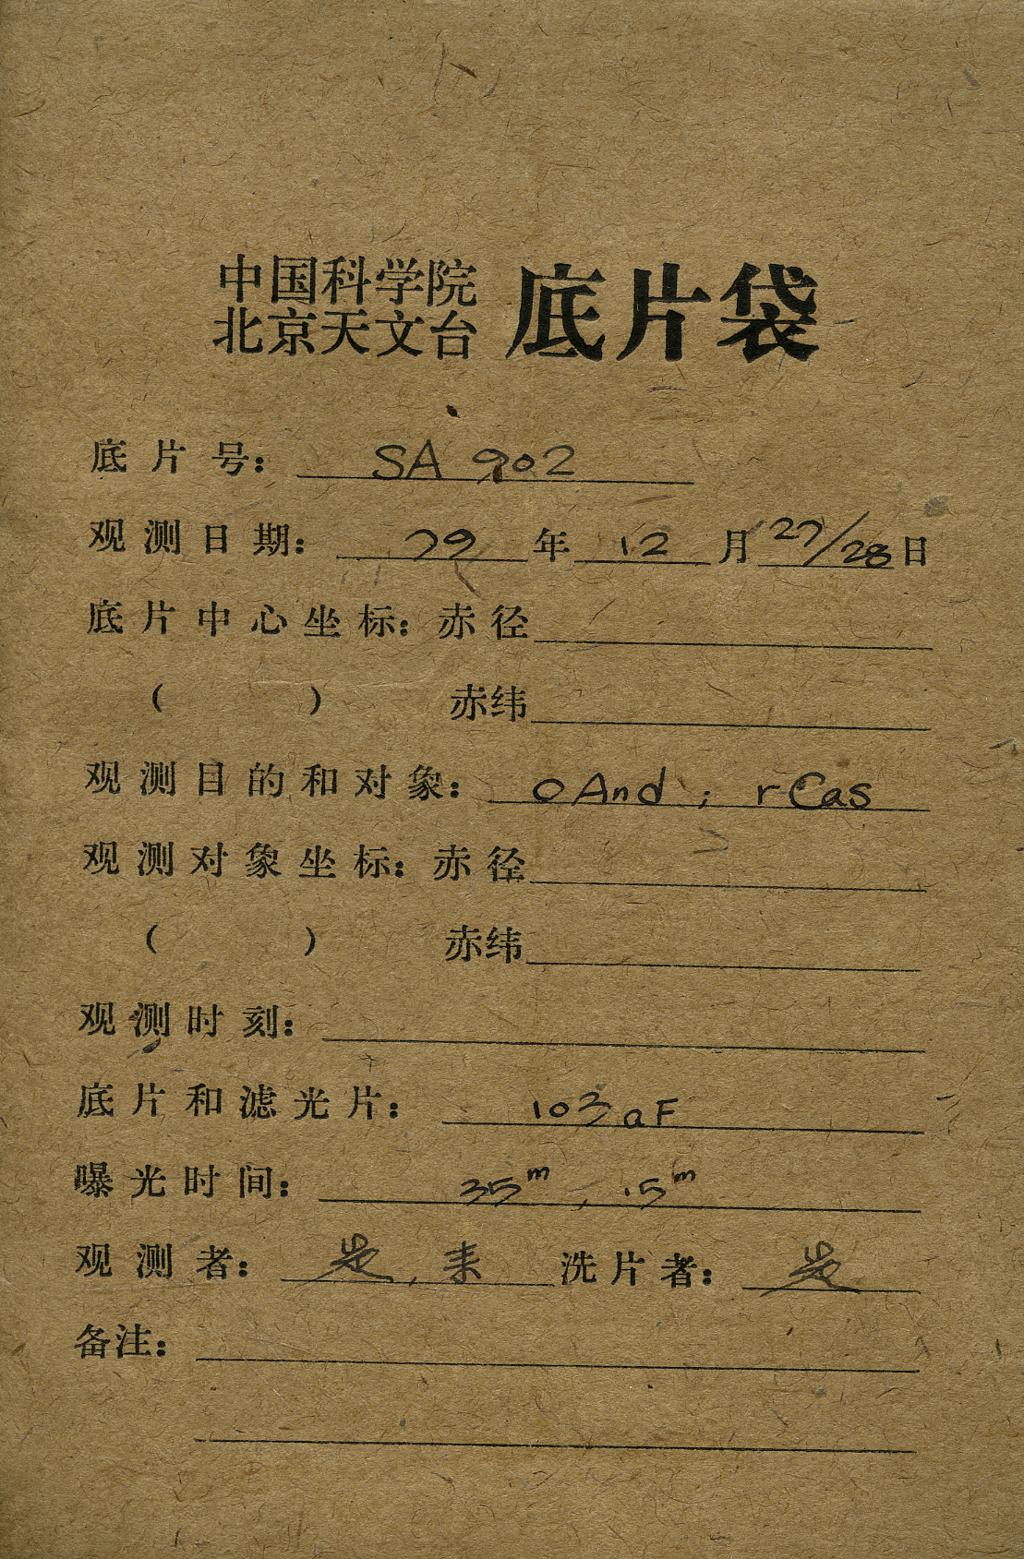 中国科学院
北京天文台 底片袋
底片号: SA 902
观测日期: 79 年 12 月 27/28 日
底片中心坐标: 赤径
( ) 赤纬
观测目的和对象: o And ; r Cas
观测对象坐标: 赤径
( ) 赤纬
观测时刻:
底片和滤光片: 103aF
曝光时间: 35m, 15m
观测者: 洗片者:
备注: